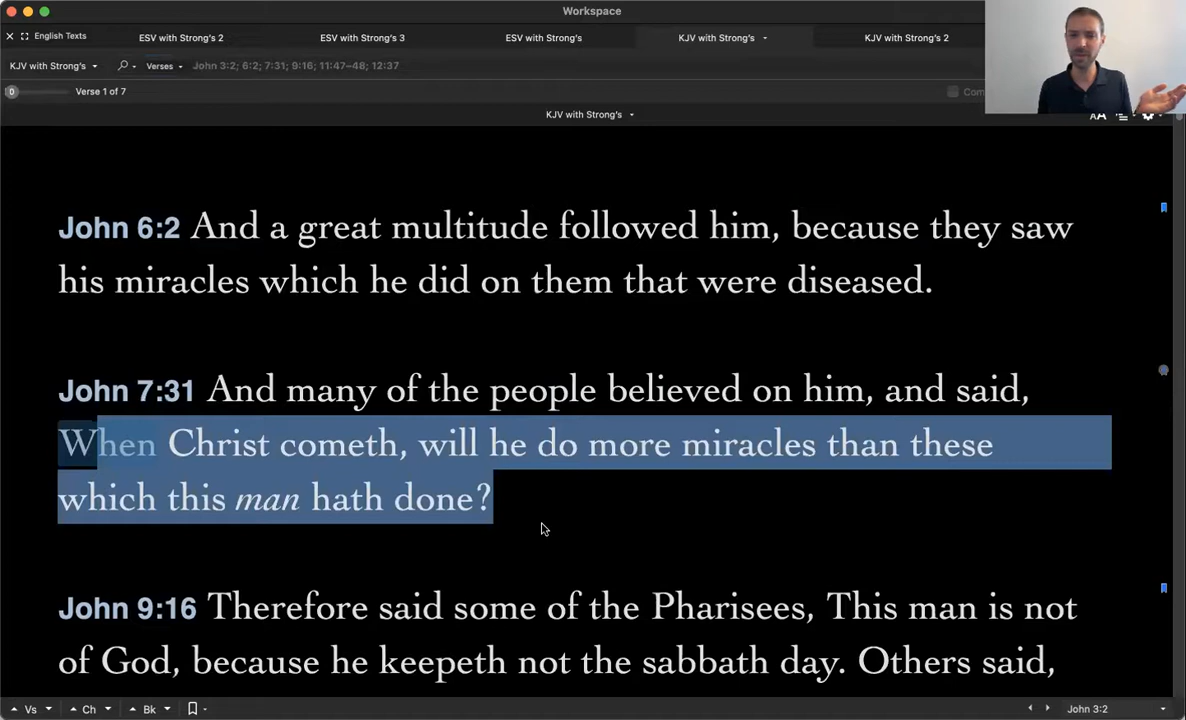 Workspace
English Texts ESV with Strong's 2 ESV with Strong's 3 ESV with Strong's KJV with Strong's KJV with Strong's 2
KJV with Strong's Verses John 3:2; 6:2; 7:31; 9:16; 11:47–48; 12:37
0 Verse 1 of 7
KJV with Strong's AA
John 6:2 And a great multitude followed him, because they saw
his miracles which he did on them that were diseased.
John 7:31 And many of the people believed on him, and said,
When Christ cometh, will he do more miracles than these
which this man hath done?
John 9:16 Therefore said some of the Pharisees, This man is not
of God, because he keepeth not the sabbath day. Others said,
Vs Ch Bk John 3:2